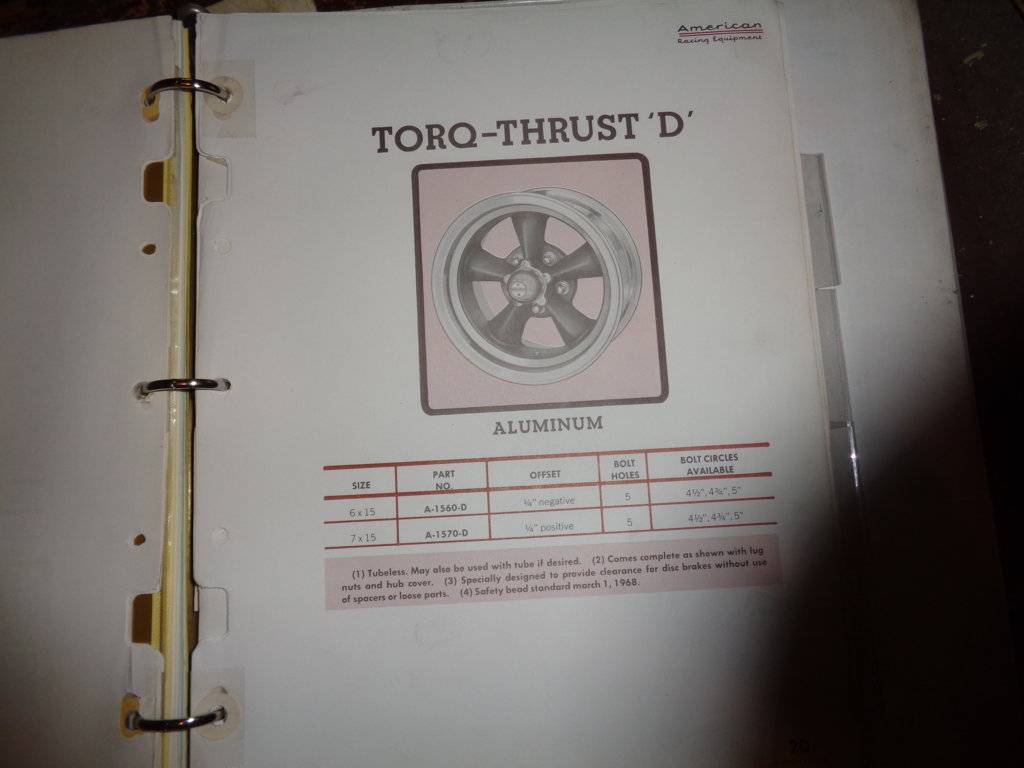 American
Racing Equipment
TORQ-THRUST 'D'
ALUMINUM
SIZE PART NO. OFFSET BOLT HOLES BOLT CIRCLES AVAILABLE
6 x 15 A-1560-D ¼" negative 5 4½", 4¾", 5"
7 x 15 A-1570-D ¼" positive 5 4½", 4¾", 5"
(1) Tubeless. May also be used with tube if desired. (2) Comes complete as shown with lug
nuts and hub cover. (3) Specially designed to provide clearance for disc brakes without use
of spacers or loose parts. (4) Safety bead standard march 1, 1968.